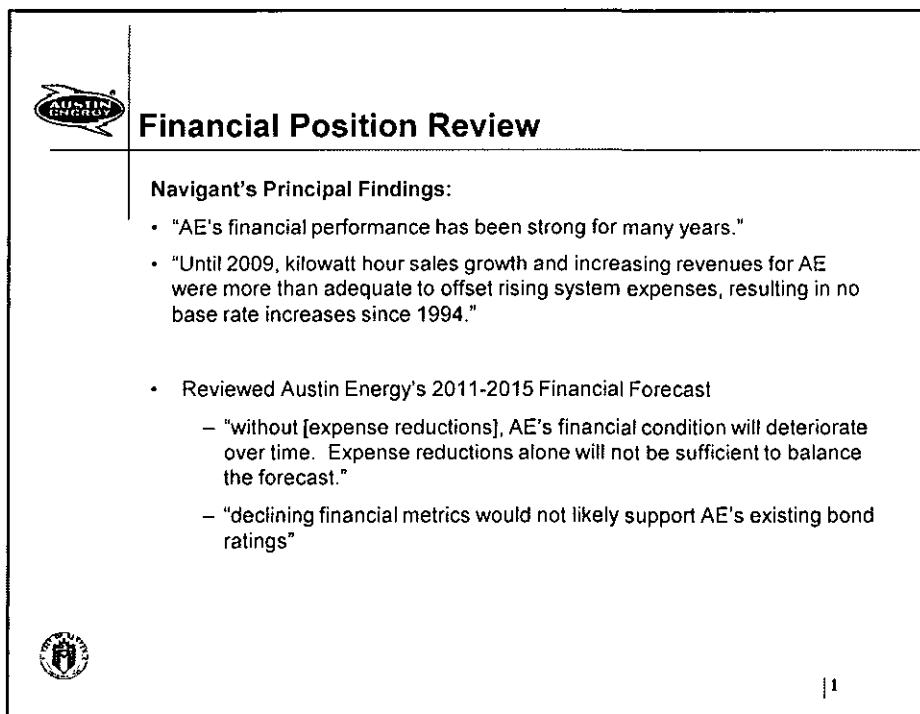 AUSTIN
ENERGY
Financial Position Review
Navigant's Principal Findings:
• "AE's financial performance has been strong for many years."
• "Until 2009, kilowatt hour sales growth and increasing revenues for AE
were more than adequate to offset rising system expenses, resulting in no
base rate increases since 1994."
• Reviewed Austin Energy's 2011-2015 Financial Forecast
– "without [expense reductions], AE's financial condition will deteriorate
over time. Expense reductions alone will not be sufficient to balance
the forecast."
– "declining financial metrics would not likely support AE's existing bond
ratings"
1